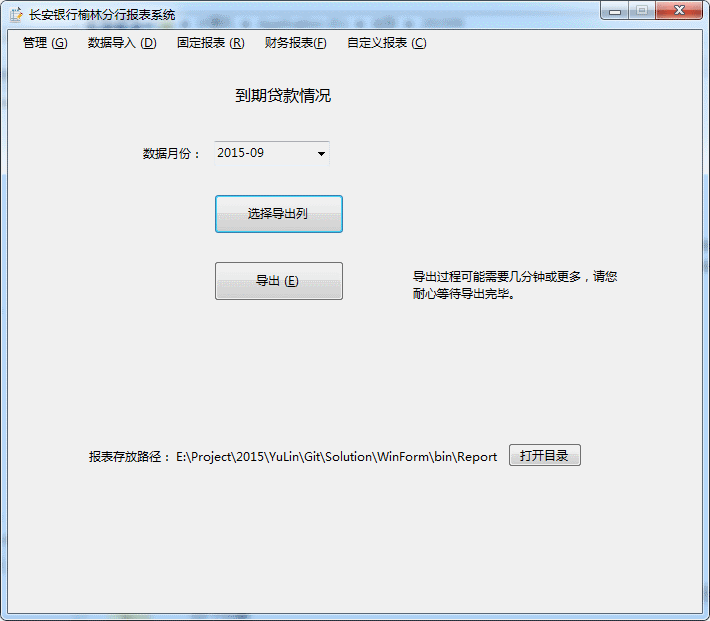 长安银行榆林分行报表系统
管理 (G) 数据导入 (D) 固定报表 (R) 财务报表(F) 自定义报表 (C)
到期贷款情况
数据月份： 2015-09
选择导出列
导出 (E)
导出过程可能需要几分钟或更多，请您
耐心等待导出完毕。
报表存放路径： E:\Project\2015\YuLin\Git\Solution\WinForm\bin\Report 打开目录